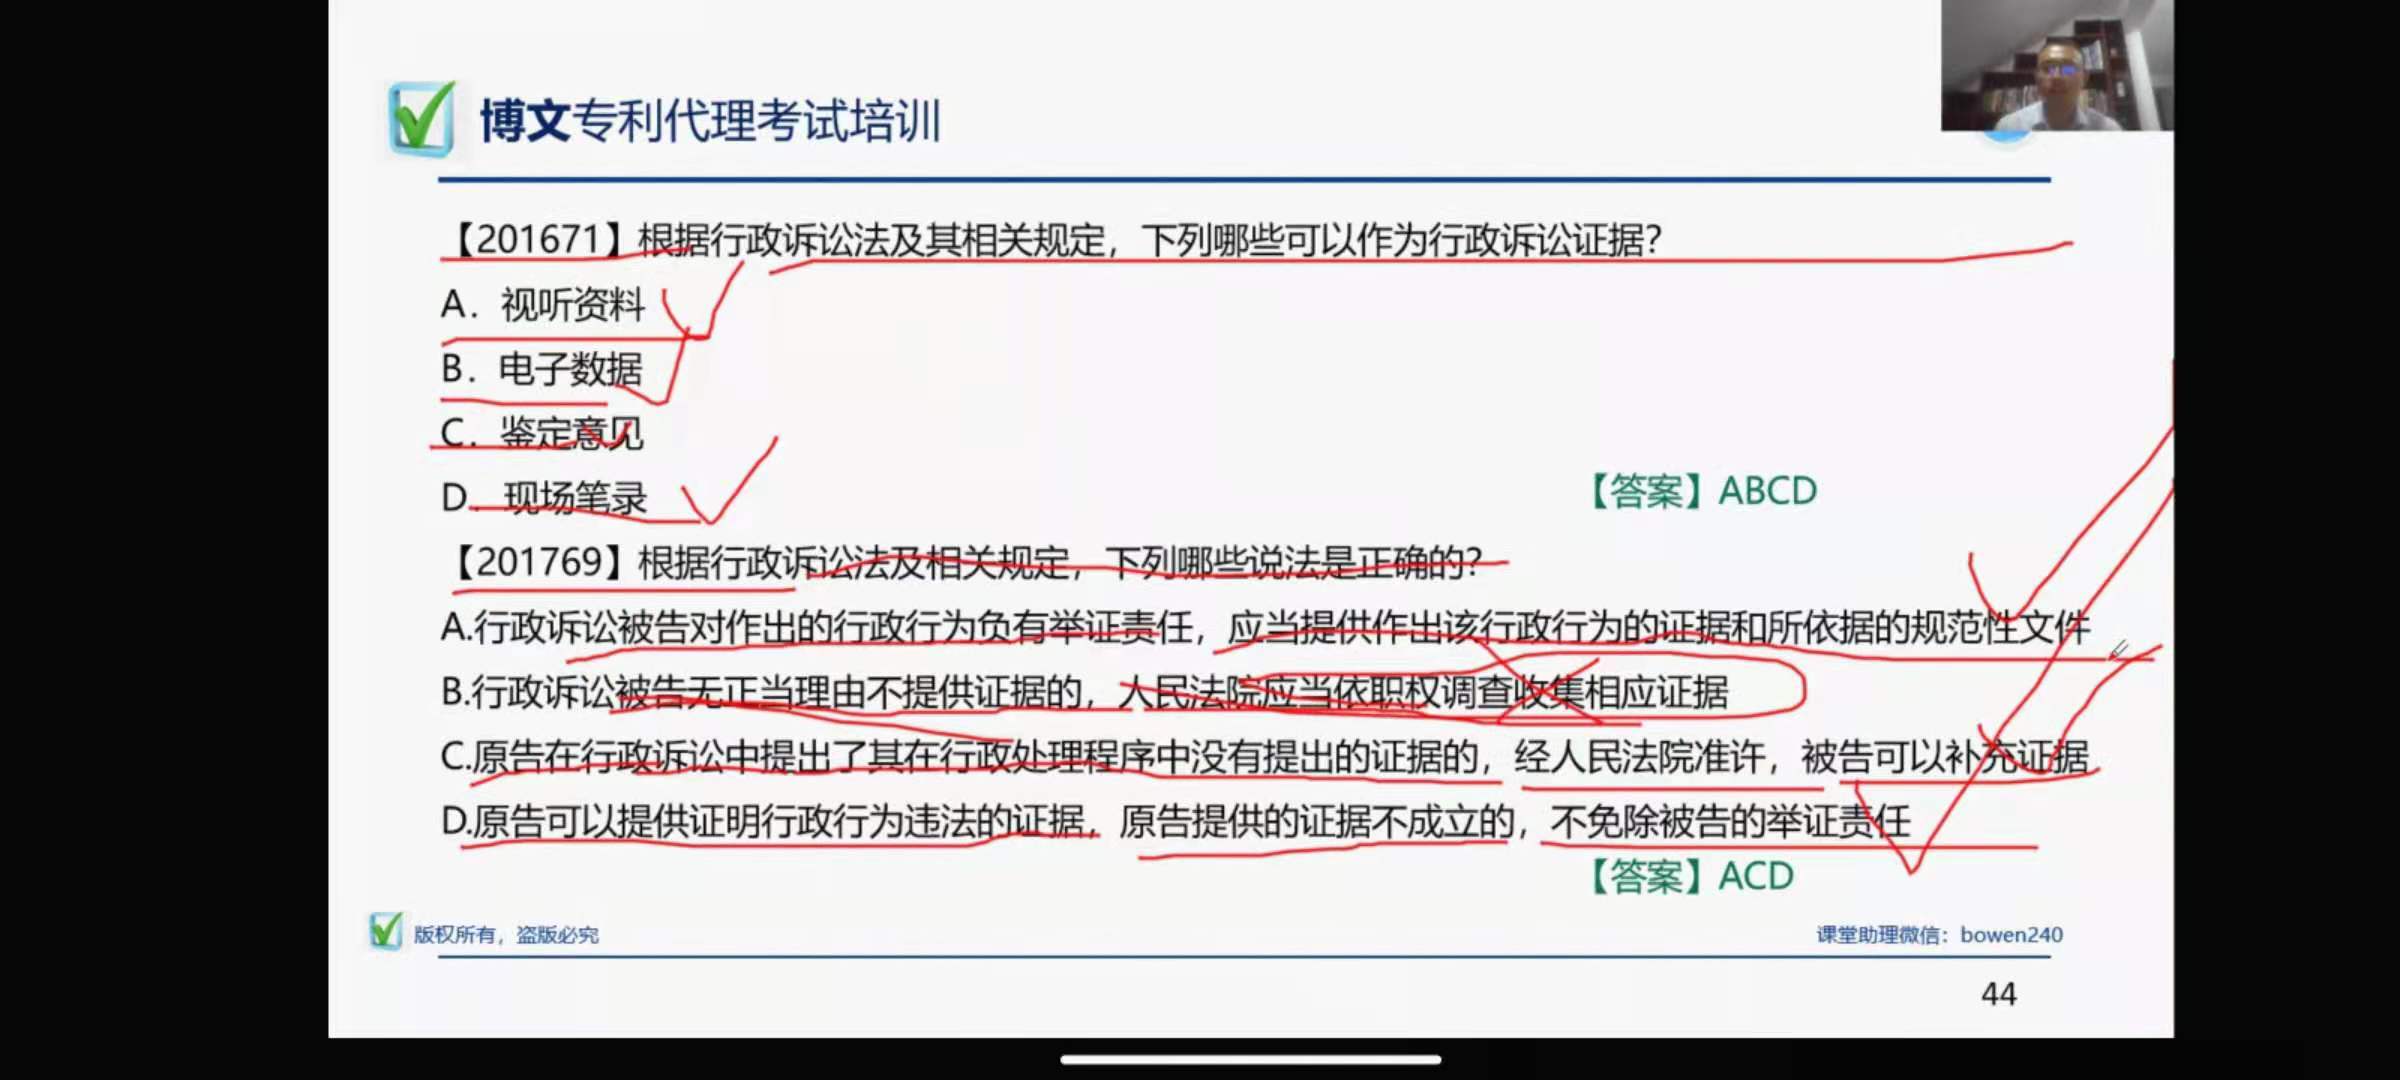 博文专利代理考试培训
【201671】根据行政诉讼法及其相关规定，下列哪些可以作为行政诉讼证据？
A. 视听资料
B. 电子数据
C. 鉴定意见
D. 现场笔录
【答案】ABCD
【201769】根据行政诉讼法及相关规定，下列哪些说法是正确的？
A.行政诉讼被告对作出的行政行为负有举证责任，应当提供作出该行政行为的证据和所依据的规范性文件
B.行政诉讼被告无正当理由不提供证据的，人民法院应当依职权调查收集相应证据
C.原告在行政诉讼中提出了其在行政处理程序中没有提出的证据的，经人民法院准许，被告可以补充证据
D.原告可以提供证明行政行为违法的证据，原告提供的证据不成立的，不免除被告的举证责任
【答案】ACD
版权所有，盗版必究
课堂助理微信：bowen240
44